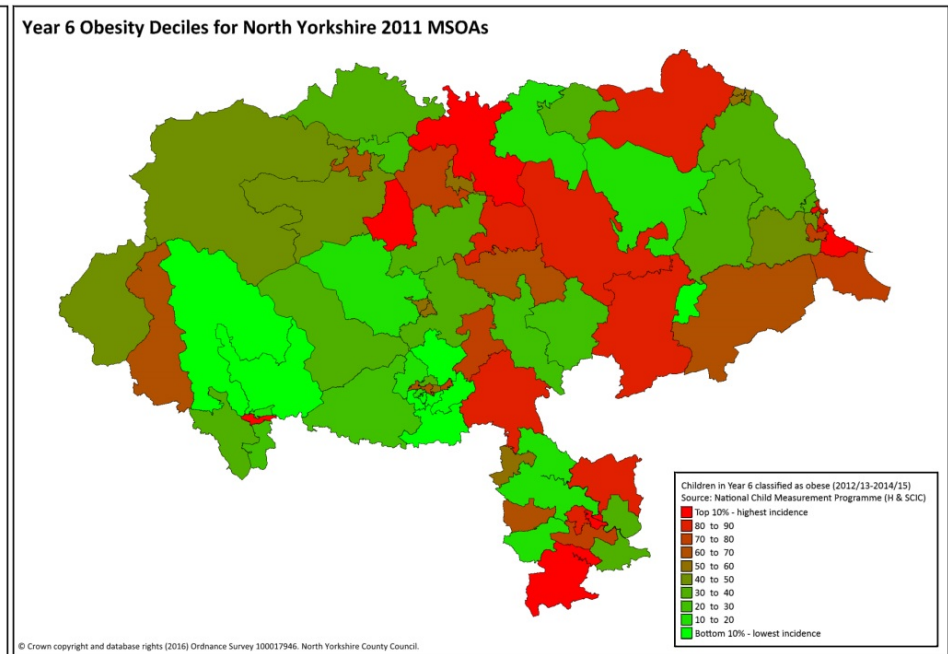 Year 6 Obesity Deciles for North Yorkshire 2011 MSOAs
Children in Year 6 classified as obese (2012/13-2014/15)
Source: National Child Measurement Programme (H & SCIC)
Top 10% - highest incidence
80 to 90
70 to 80
60 to 70
50 to 60
40 to 50
30 to 40
20 to 30
10 to 20
Bottom 10% - lowest incidence
© Crown copyright and database rights (2016) Ordnance Survey 100017946. North Yorkshire County Council.